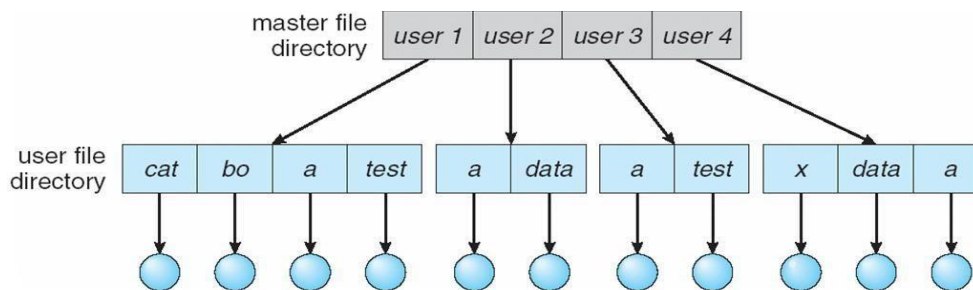 master file
directory
user 1 user 2 user 3 user 4
user file
directory
cat bo a test a data a test x data a